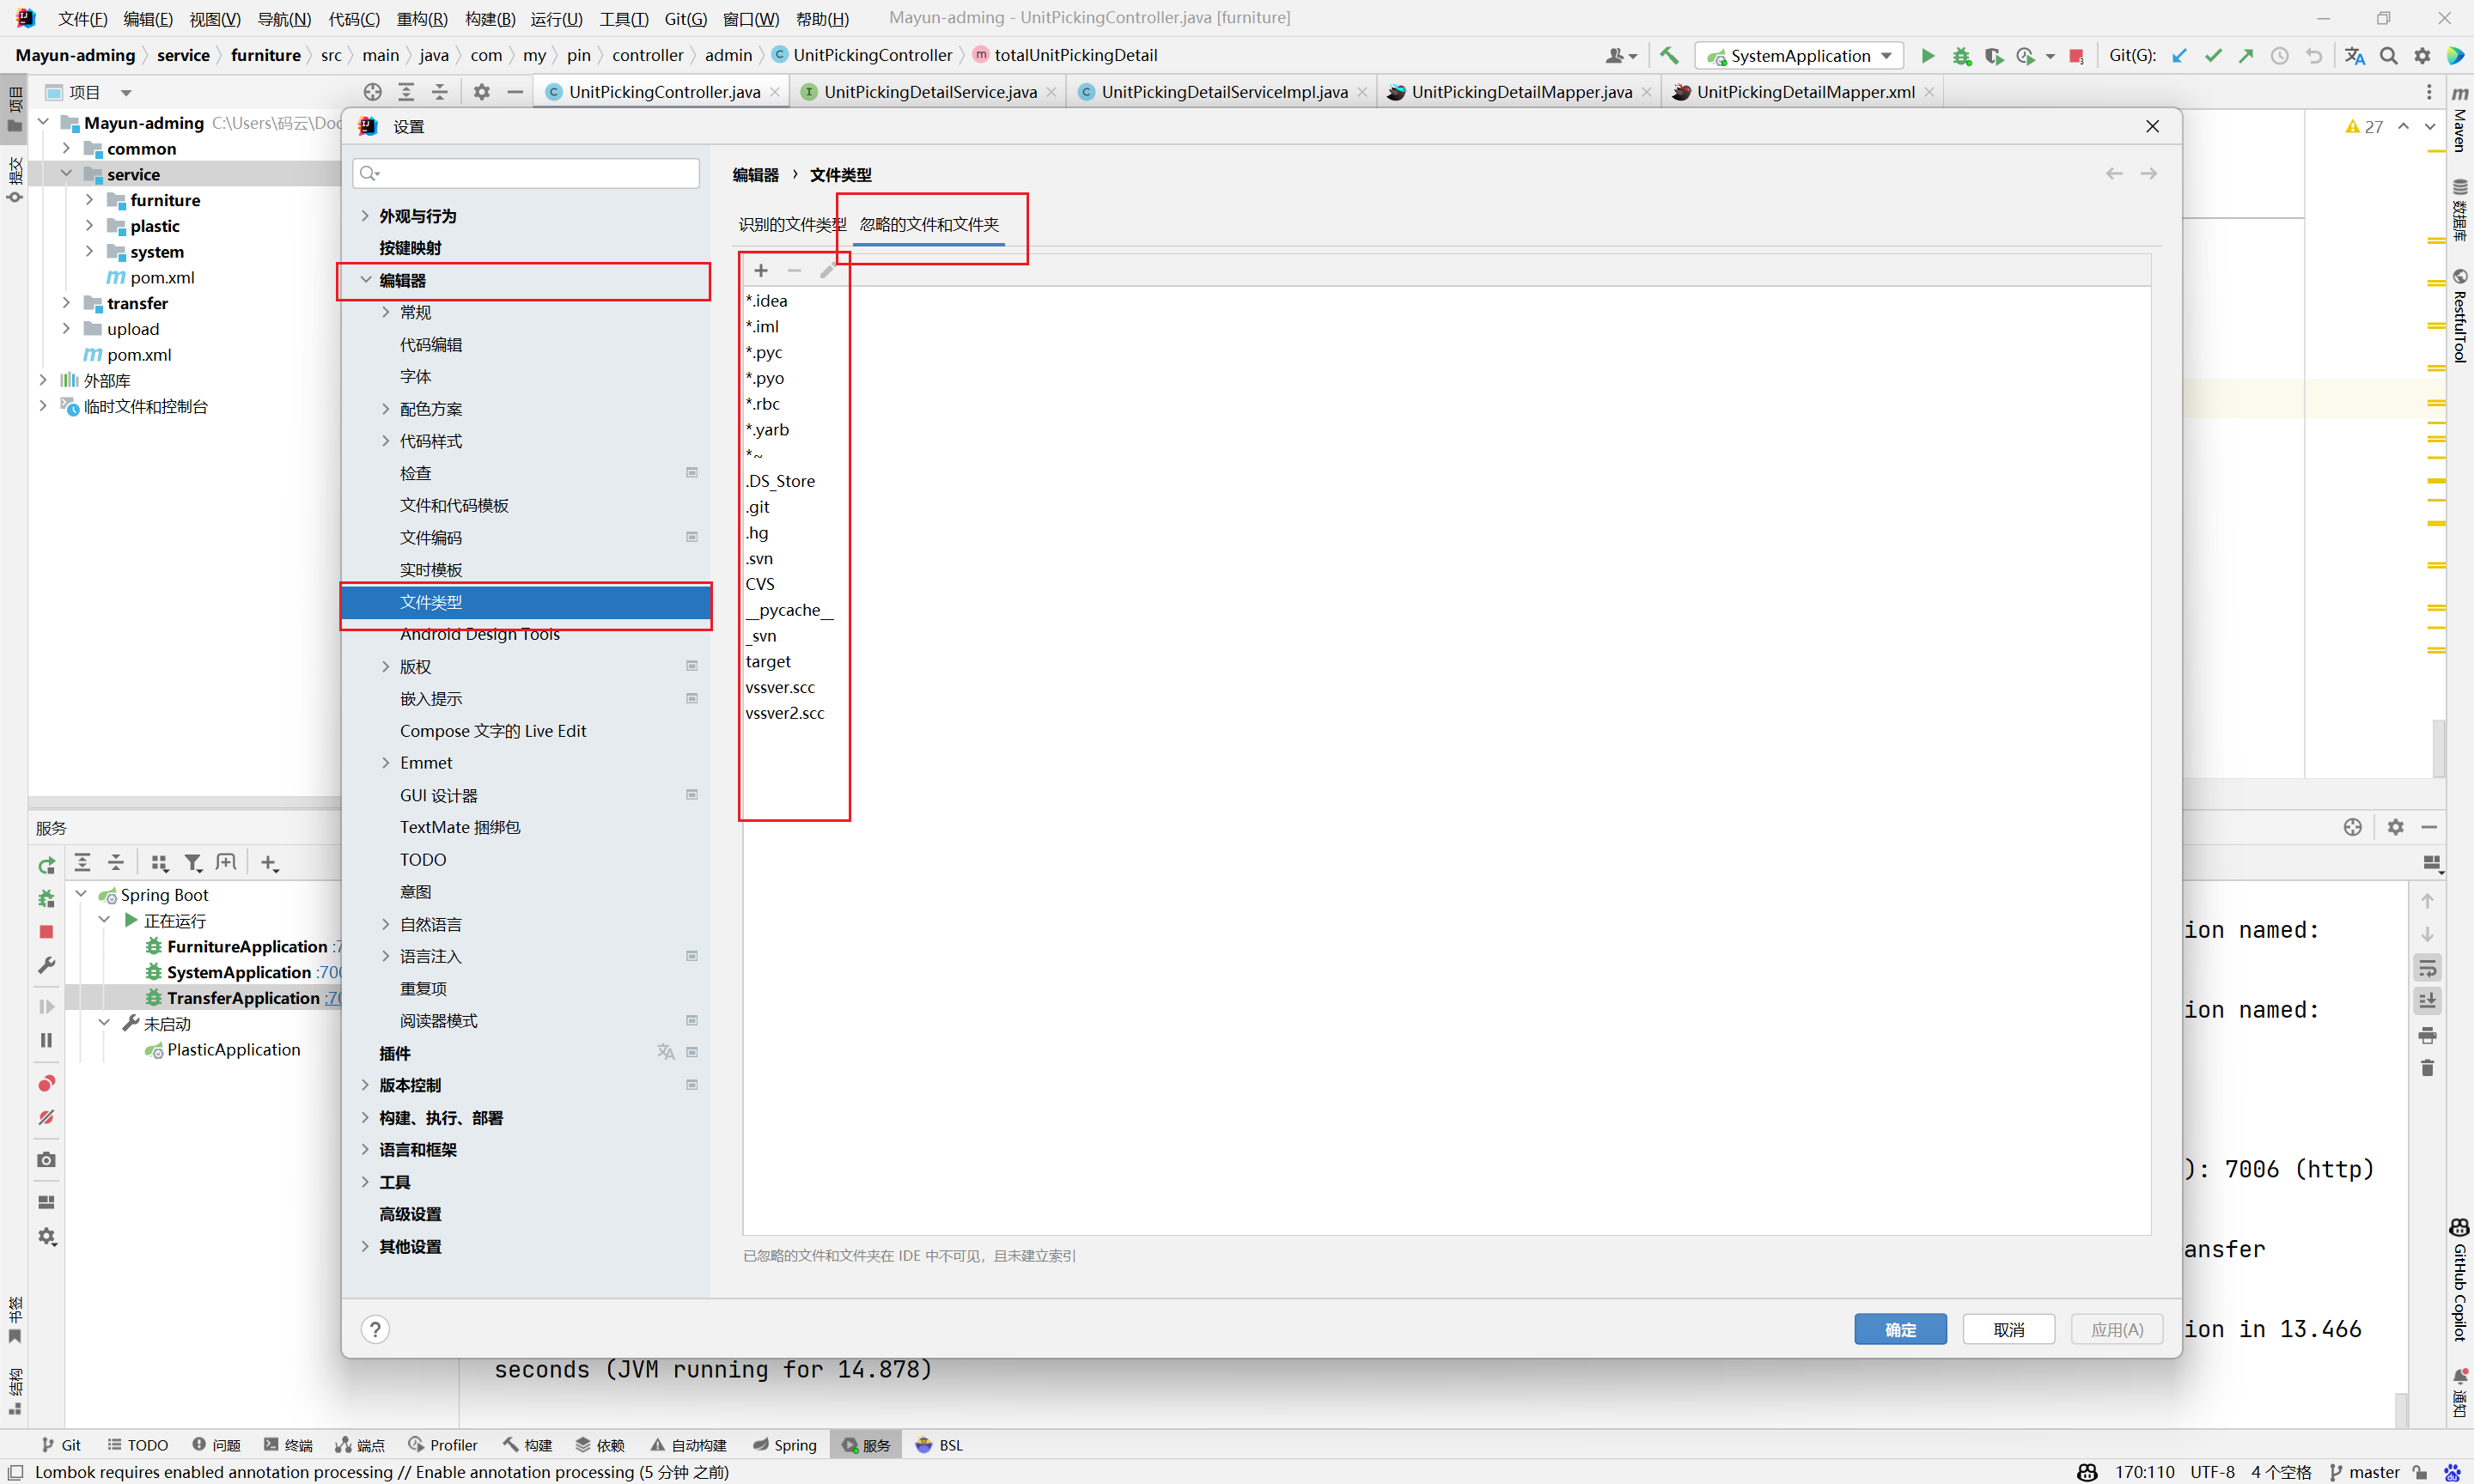 文件(F) 编辑(E) 视图(V) 导航(N) 代码(C) 重构(R) 构建(B) 运行(U) 工具(T) Git(G) 窗口(W) 帮助(H) Mayun-adming - UnitPickingController.java [furniture]
Mayun-adming service furniture src main java com my pin controller admin UnitPickingController totalUnitPickingDetail SystemApplication Git(G):
项目 UnitPickingController.java UnitPickingDetailService.java UnitPickingDetailServiceImpl.java UnitPickingDetailMapper.java UnitPickingDetailMapper.xml
项目
提交
Mayun-adming C:\Users\码云\Doc
common
service
furniture
plastic
system
pom.xml
transfer
upload
pom.xml
外部库
临时文件和控制台
27
Maven
数据库
RestfulTool
设置
外观与行为
按键映射
编辑器
常规
代码编辑
字体
配色方案
代码样式
检查
文件和代码模板
文件编码
实时模板
文件类型
Android Design Tools
版权
嵌入提示
Compose 文字的 Live Edit
Emmet
GUI 设计器
TextMate 捆绑包
TODO
意图
自然语言
语言注入
重复项
阅读器模式
插件
版本控制
构建、执行、部署
语言和框架
工具
高级设置
其他设置
编辑器 › 文件类型
识别的文件类型 忽略的文件和文件夹
*.idea
*.iml
*.pyc
*.pyo
*.rbc
*.yarb
*~
.DS_Store
.git
.hg
.svn
CVS
__pycache__
_svn
target
vssver.scc
vssver2.scc
已忽略的文件和文件夹在 IDE 中不可见，且未建立索引
? 确定 取消 应用(A)
服务
Spring Boot
正在运行
FurnitureApplication :7
SystemApplication :700
TransferApplication :70
未启动
PlasticApplication
ion named:
ion named:
): 7006 (http)
ansfer
ion in 13.466
seconds (JVM running for 14.878)
书签
结构
GitHub Copilot
通知
Git TODO 问题 终端 端点 Profiler 构建 依赖 自动构建 Spring 服务 BSL
Lombok requires enabled annotation processing // Enable annotation processing (5 分钟 之前) 170:110 UTF-8 4 个空格 master